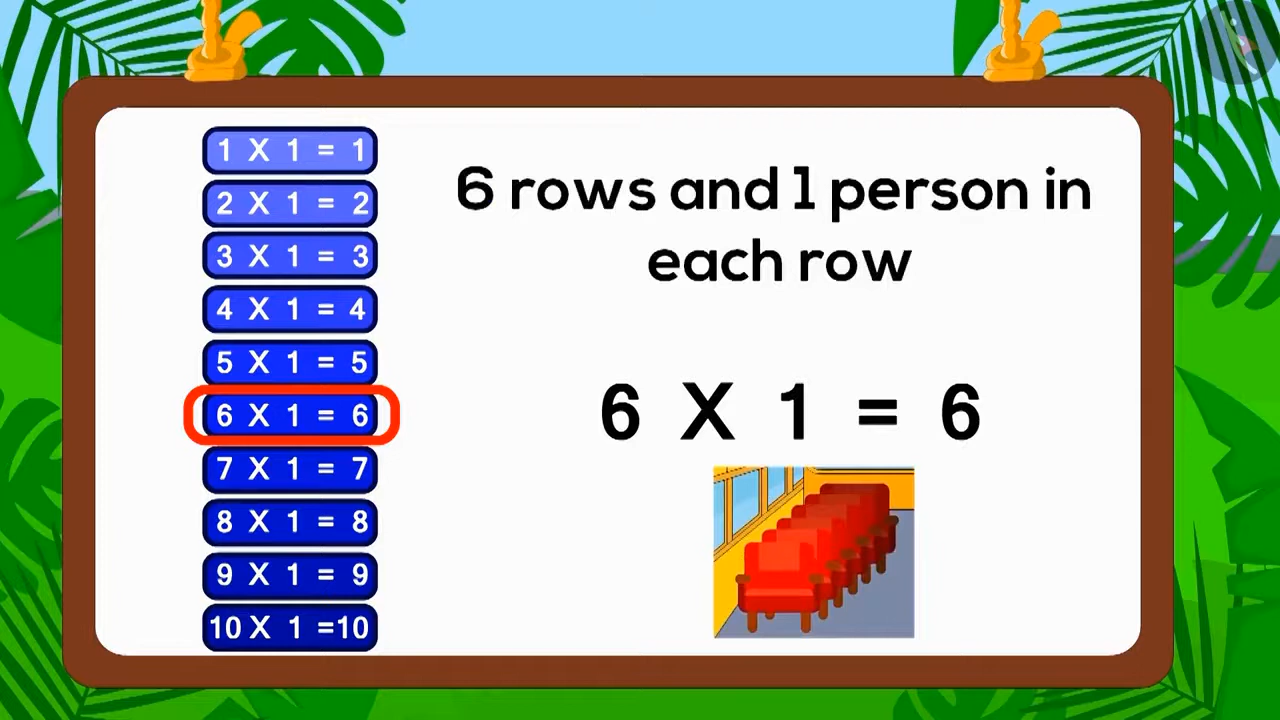 1 X 1 = 1
2 X 1 = 2
3 X 1 = 3
4 X 1 = 4
5 X 1 = 5
6 X 1 = 6
7 X 1 = 7
8 X 1 = 8
9 X 1 = 9
10 X 1 =10
6 rows and 1 person in
each row
6 X 1 = 6